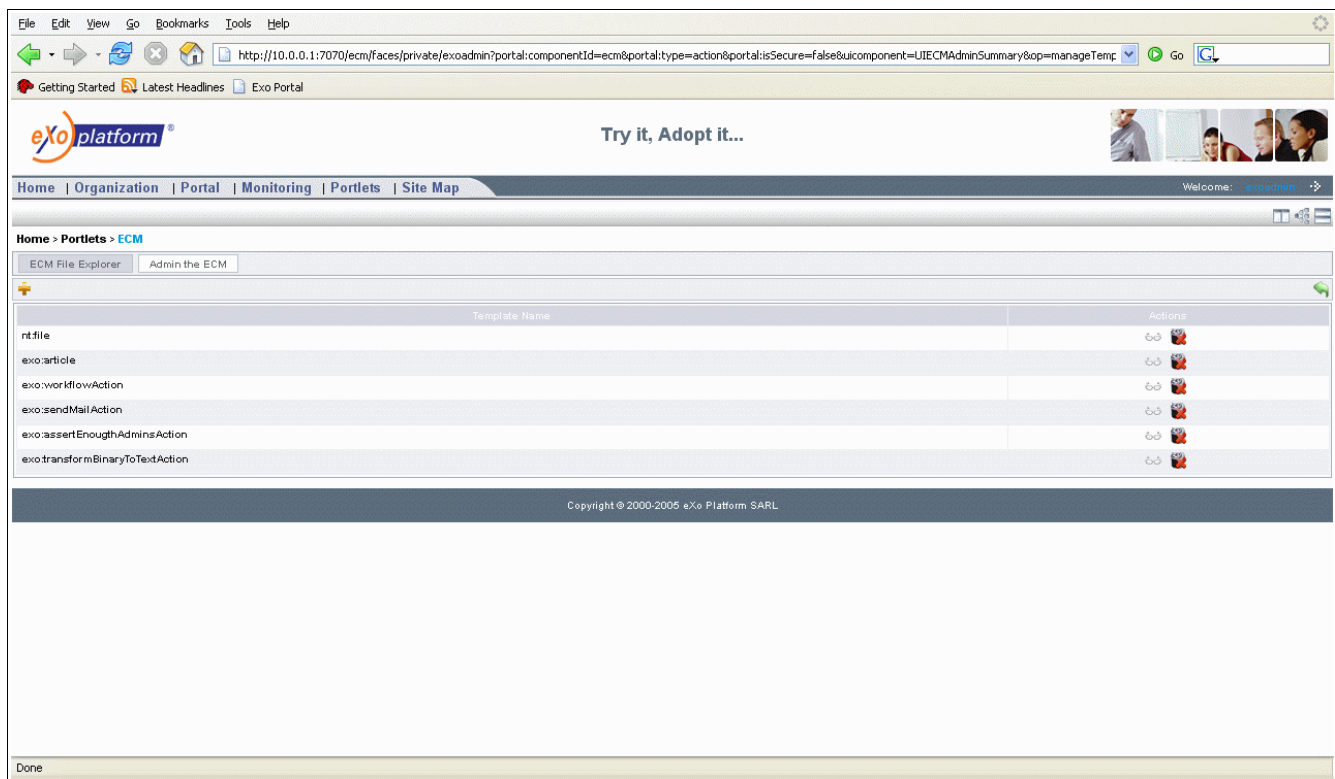 File Edit View Go Bookmarks Tools Help
http://10.0.0.1:7070/ecm/faces/private/exoadmin?portal:componentId=ecm&portal:type=action&portal:isSecure=false&uicomponent=UIECMAdminSummary&op=manageTemp Go G
Getting Started Latest Headlines Exo Portal
eXo platform ® Try it, Adopt it...
Home | Organization | Portal | Monitoring | Portlets | Site Map Welcome: exoadmin
Home > Portlets > ECM
ECM File Explorer Admin the ECM
Template Name Actions
nt:file
exo:article
exo:workflowAction
exo:sendMailAction
exo:assertEnougthAdminsAction
exo:transformBinaryToTextAction
Copyright © 2000-2005 eXo Platform SARL
Done